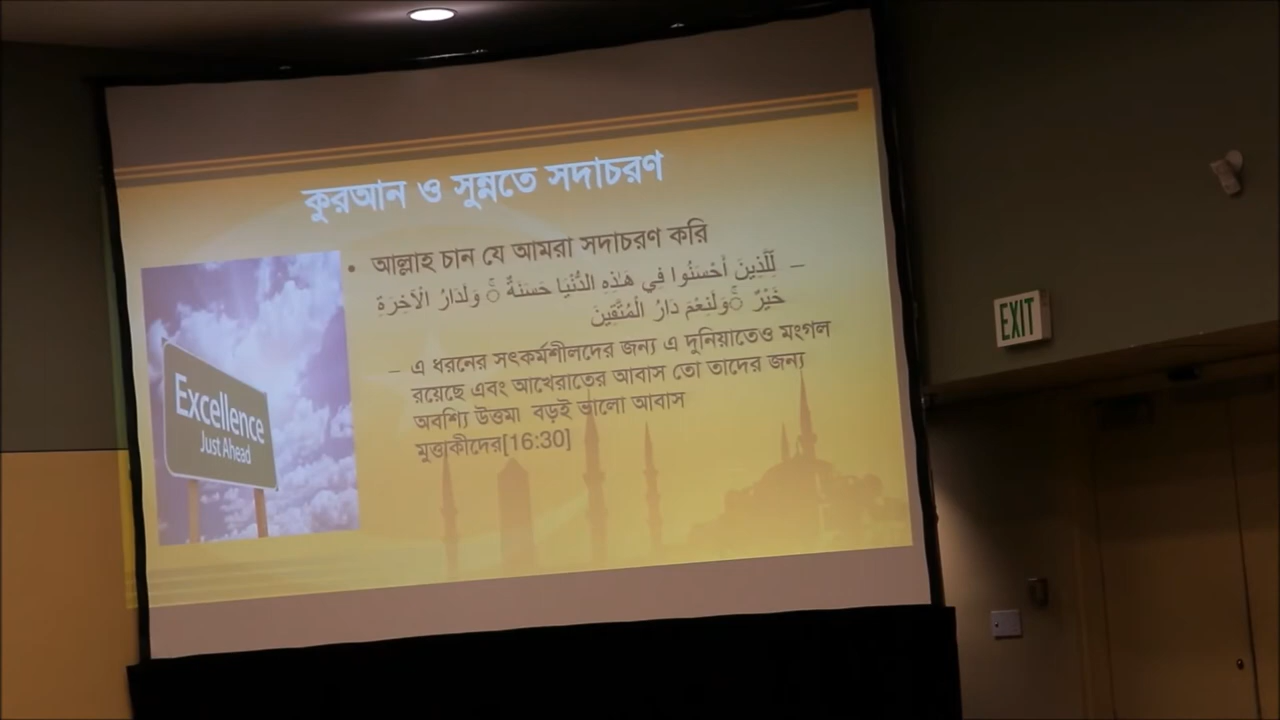 কুরআন ও সুন্নতে সদাচরণ
• আল্লাহ চান যে আমরা সদাচরণ করি
– لِّلَّذِينَ أَحْسَنُوا فِي هَٰذِهِ الدُّنْيَا حَسَنَةٌ ۚ وَلَدَارُ الْآخِرَةِ
خَيْرٌ ۚ وَلَنِعْمَ دَارُ الْمُتَّقِينَ
– এ ধরনের সৎকর্মশীলদের জন্য এ দুনিয়াতেও মংগল
রয়েছে এবং আখেরাতের আবাস তো তাদের জন্য
অবশ্যি উত্তমা বড়ই ভালো আবাস
মুত্তাকীদের[16:30]
Excellence
Just Ahead
EXIT